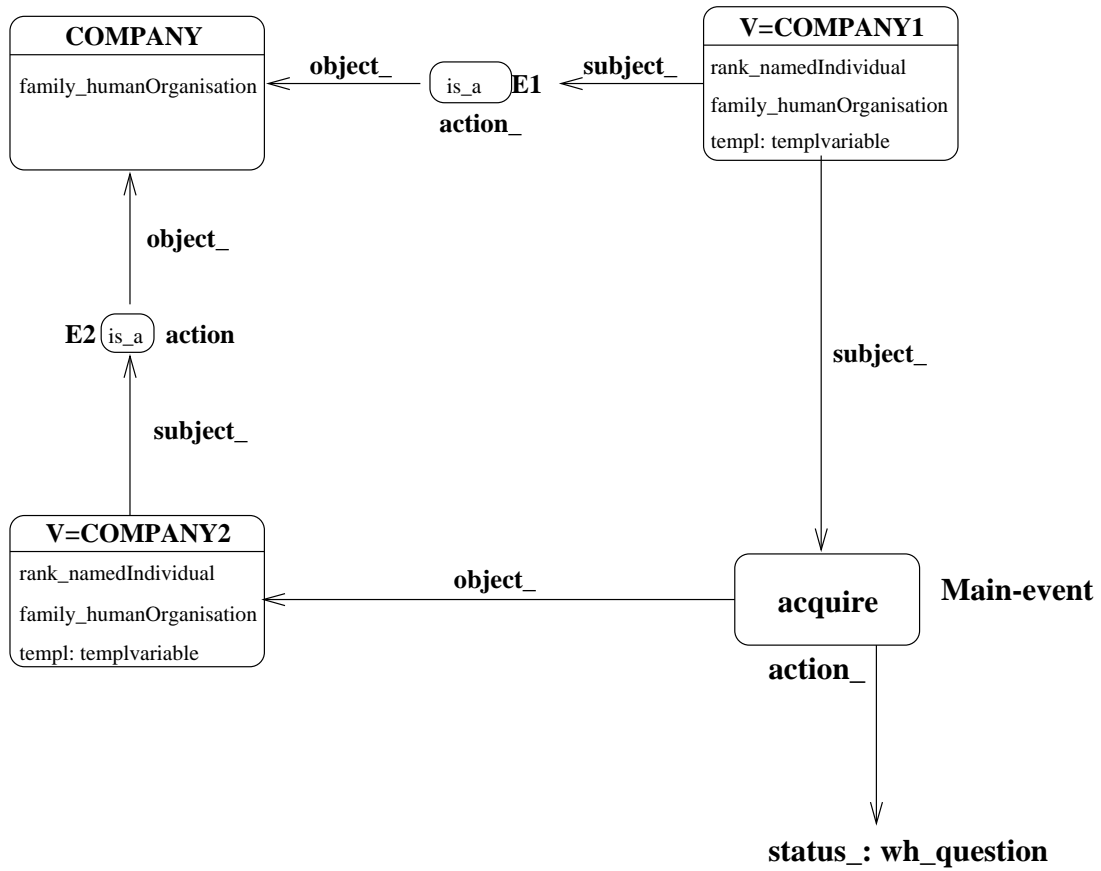 COMPANY
family_humanOrganisation
object_
is_a
E1
action_
subject_
V=COMPANY1
rank_namedIndividual
family_humanOrganisation
templ: templvariable
object_
E2
is_a
action
subject_
subject_
V=COMPANY2
rank_namedIndividual
family_humanOrganisation
templ: templvariable
object_
acquire
Main-event
action_
status_: wh_question